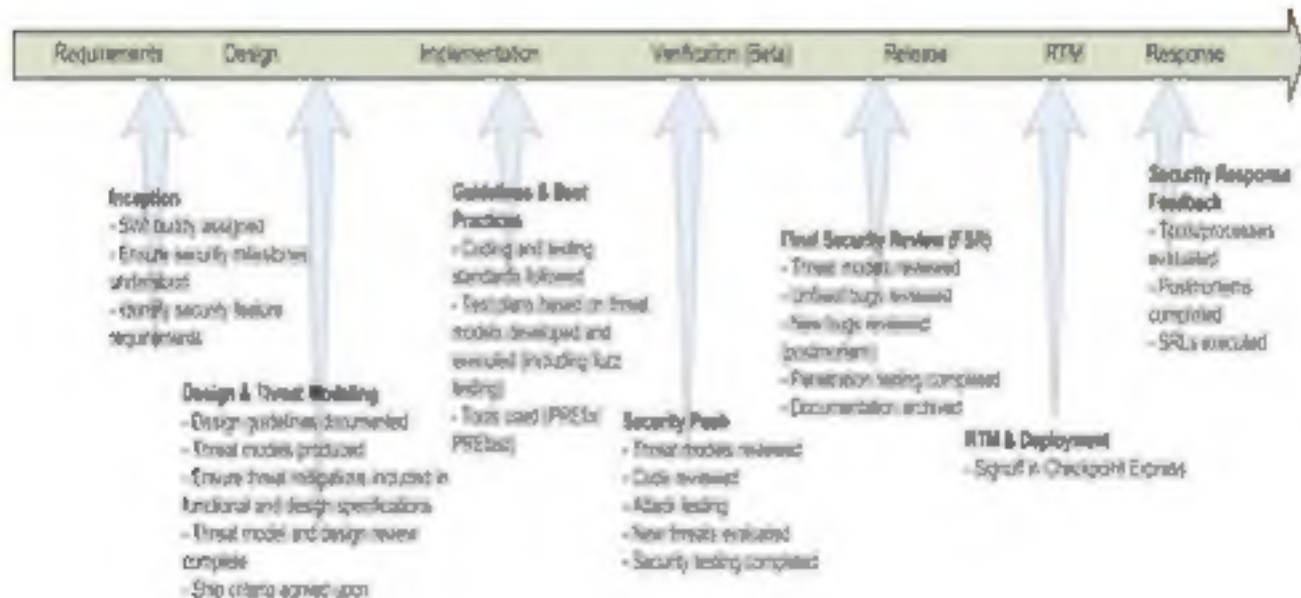 Requirements
Design
Implementation
Verification (Beta)
Release
RTM
Response
Inception
- SWI buddy assigned
- Ensure security milestones
understood
- Identify security feature
requirements
Design & Threat Modeling
- Design guidelines documented
- Threat models produced
- Ensure threat mitigations included in
functional and design specifications
- Threat model and design review
complete
- Ship criteria agreed upon
Guidelines & Best
Practices
- Coding and testing
standards followed
- Test plans based on threat
models developed and
executed (including fuzz
testing)
- Tools used (PREfix
PREfast)
Security Push
- Threat models reviewed
- Code reviewed
- Attack testing
- New threats evaluated
- Security testing completed
Final Security Review (FSR)
- Threat models reviewed
- Unfixed bugs reviewed
- New bugs reviewed
(postmortem)
- Penetration testing completed
- Documentation archived
RTM & Deployment
- Signoff in Checkpoint Express
Security Response
Feedback
- Tools/processes
evaluated
- Postmortems
completed
- SRLs executed